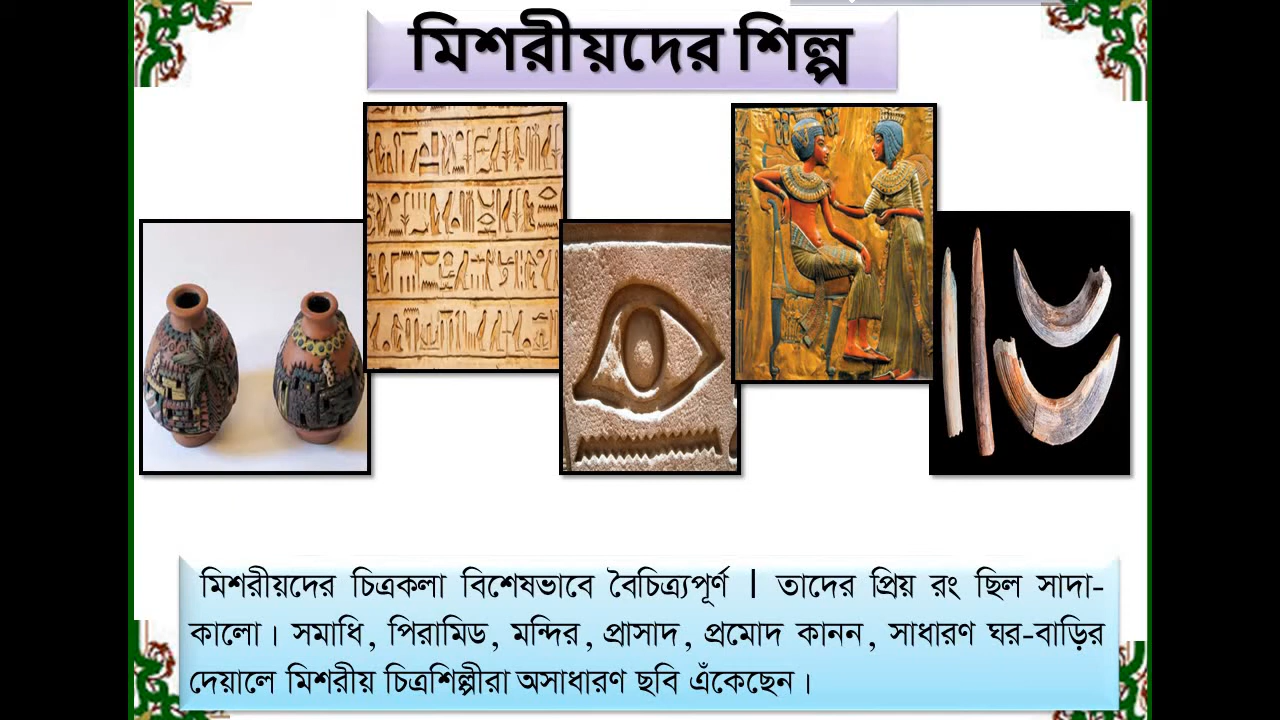 মিশরীয়দের শিল্প
মিশরীয়দের চিত্রকলা বিশেষভাবে বৈচিত্র্যপূর্ণ । তাদের প্রিয় রং ছিল সাদা-
কালো। সমাধি, পিরামিড, মন্দির, প্রাসাদ, প্রমোদ কানন, সাধারণ ঘর-বাড়ির
দেয়ালে মিশরীয় চিত্রশিল্পীরা অসাধারণ ছবি এঁকেছেন।